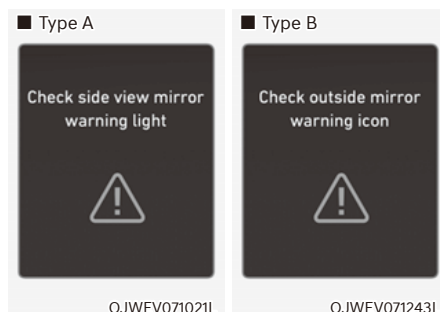 ■ Type A
Check side view mirror
warning light
OJWEV071021L
■ Type B
Check outside mirror
warning icon
OJWEV071243L